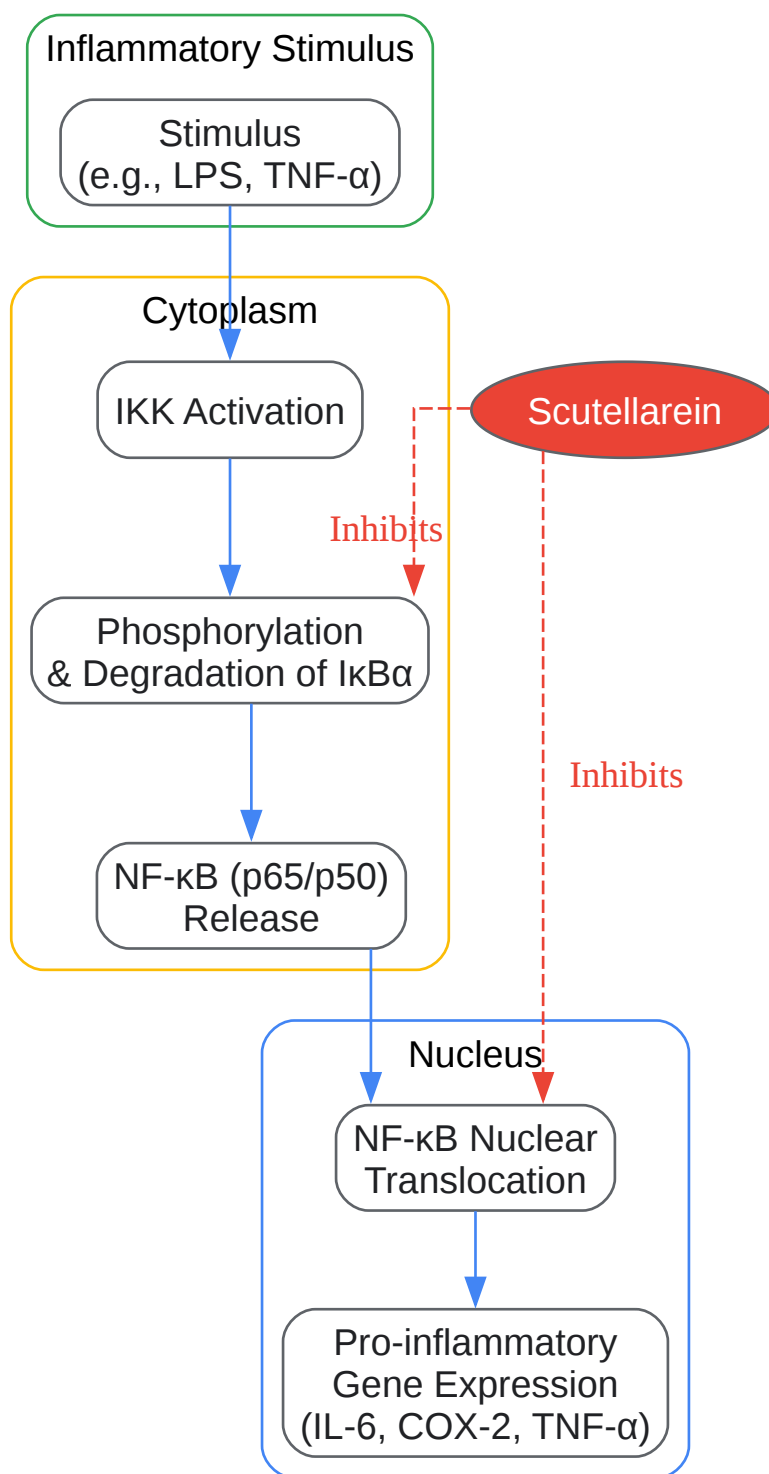 Inflammatory Stimulus
Stimulus
(e.g., LPS, TNF-α)
Cytoplasm
IKK Activation
Scutellarein
Inhibits
Phosphorylation
& Degradation of IκBα
Inhibits
NF-κB (p65/p50)
Release
Nucleus
NF-κB Nuclear
Translocation
Pro-inflammatory
Gene Expression
(IL-6, COX-2, TNF-α)